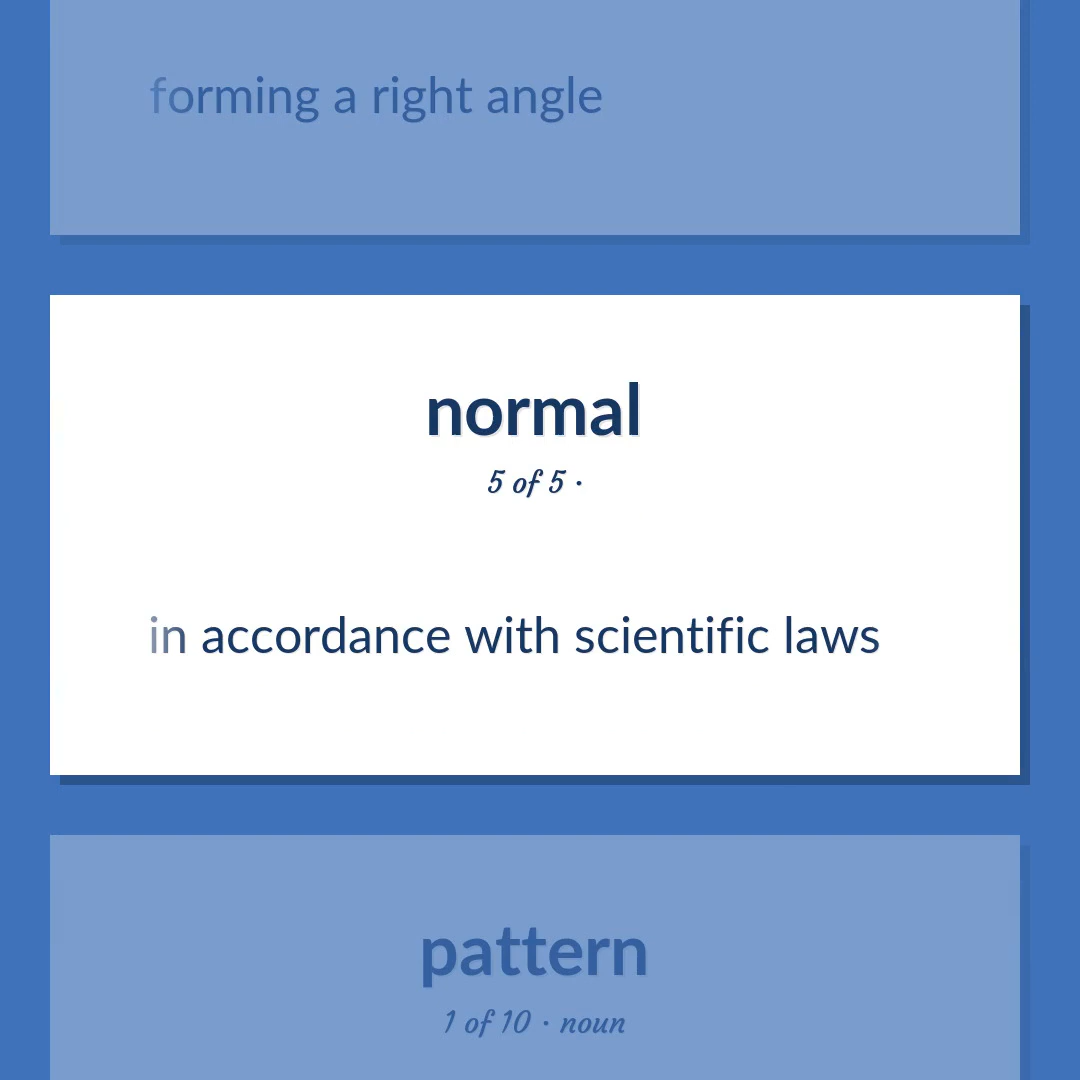 forming a right angle
normal
5 of 5 ·
in accordance with scientific laws
pattern
1 of 10 · noun